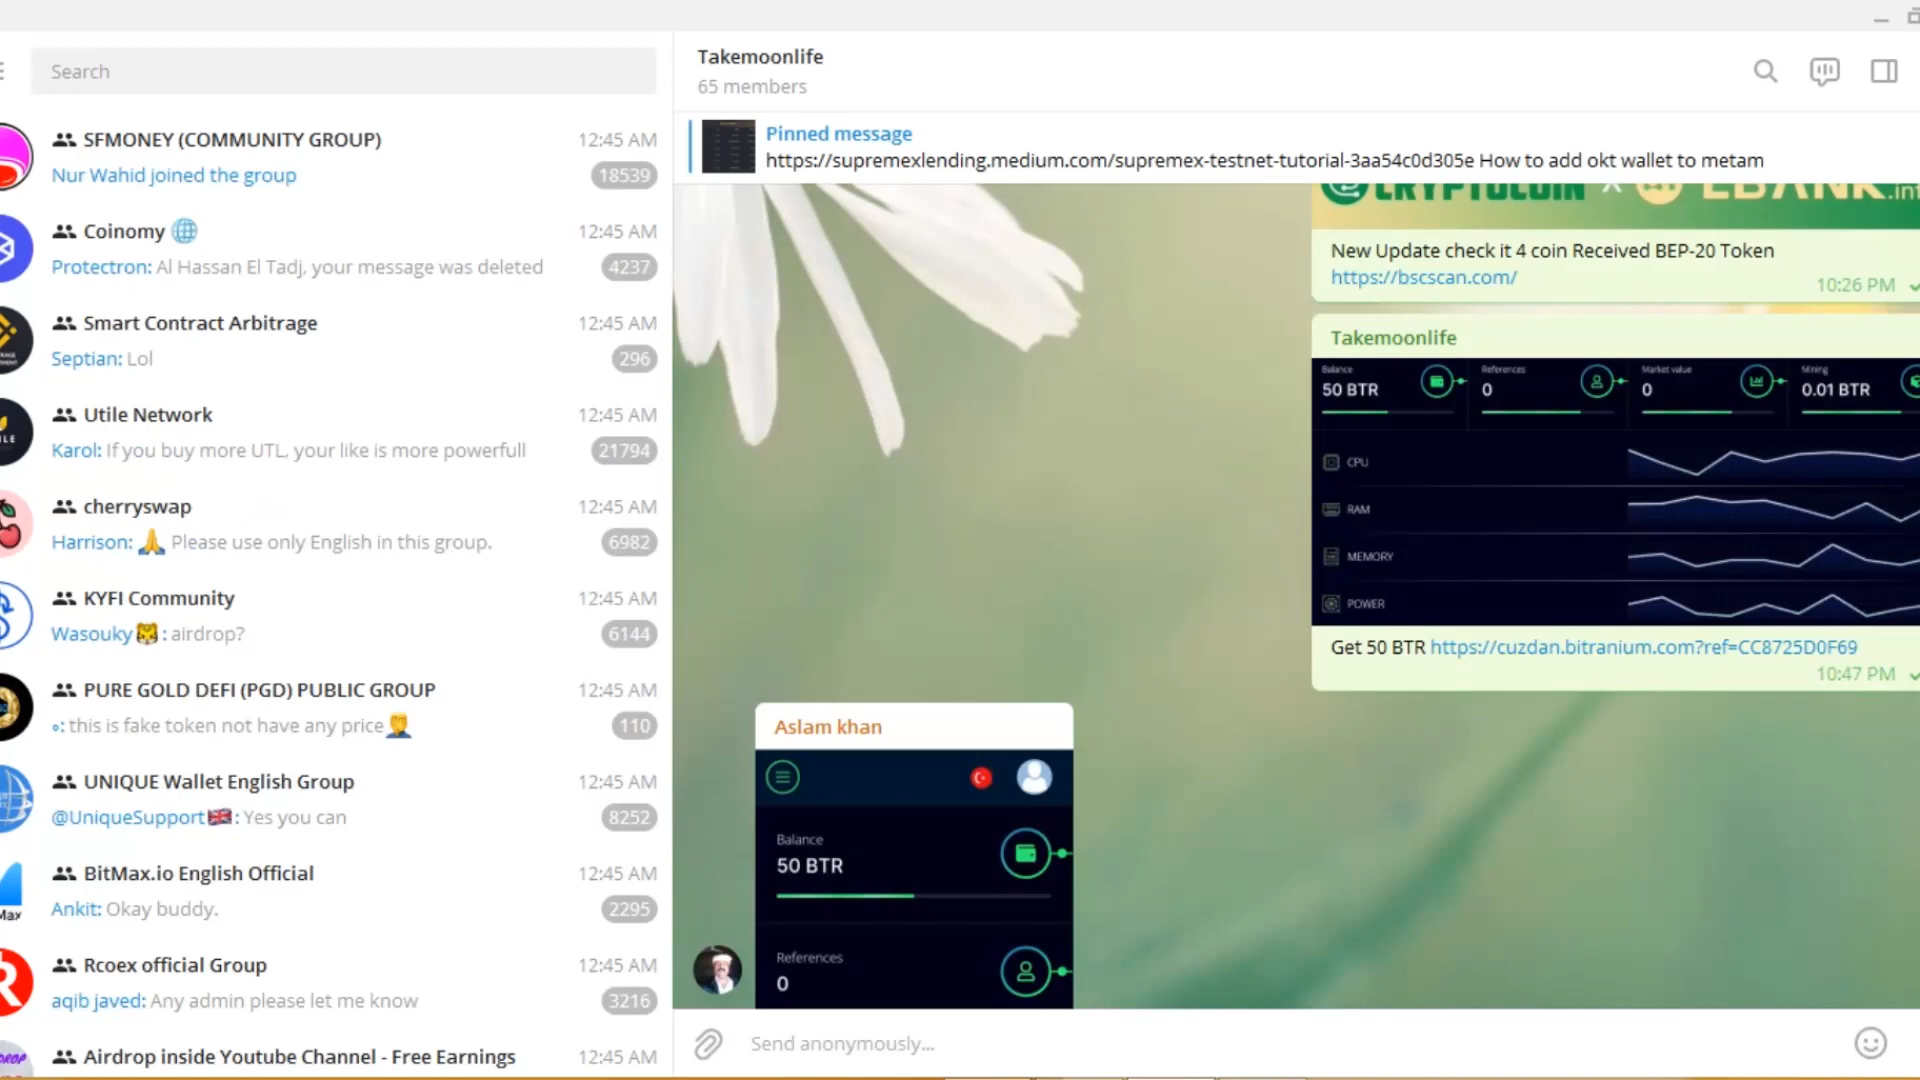 Search
SFMONEY (COMMUNITY GROUP)
12:45 AM
Nur Wahid joined the group
18539
Coinomy
12:45 AM
Protectron: Al Hassan El Tadj, your message was deleted
4237
Smart Contract Arbitrage
12:45 AM
Septian: Lol
296
Utile Network
12:45 AM
Karol: If you buy more UTL, your like is more powerfull
21794
cherryswap
12:45 AM
Harrison: 🙏 Please use only English in this group.
6982
KYFI Community
12:45 AM
Wasouky🐯: airdrop?
6144
PURE GOLD DEFI (PGD) PUBLIC GROUP
12:45 AM
: this is fake token not have any price
110
UNIQUE Wallet English Group
12:45 AM
@UniqueSupport🇬🇧: Yes you can
8252
BitMax.io English Official
12:45 AM
Ankit: Okay buddy.
2295
Max
Rcoex official Group
12:45 AM
aqib javed: Any admin please let me know
3216
Airdrop inside Youtube Channel - Free Earnings
12:45 AM
Takemoonlife
65 members
Pinned message
https://supremexlending.medium.com/supremex-testnet-tutorial-3aa54c0d305e How to add okt wallet to metam
CRYPTOCOIN X EBANK.inf
New Update check it 4 coin Received BEP-20 Token
https://bscscan.com/
10:26 PM
Takemoonlife
Balance
50 BTR
References
0
Market value
0
Mining
0.01 BTR
CPU
RAM
MEMORY
POWER
Get 50 BTR https://cuzdan.bitranium.com?ref=CC8725D0F69
10:47 PM
Aslam khan
Balance
50 BTR
References
0
Send anonymously...